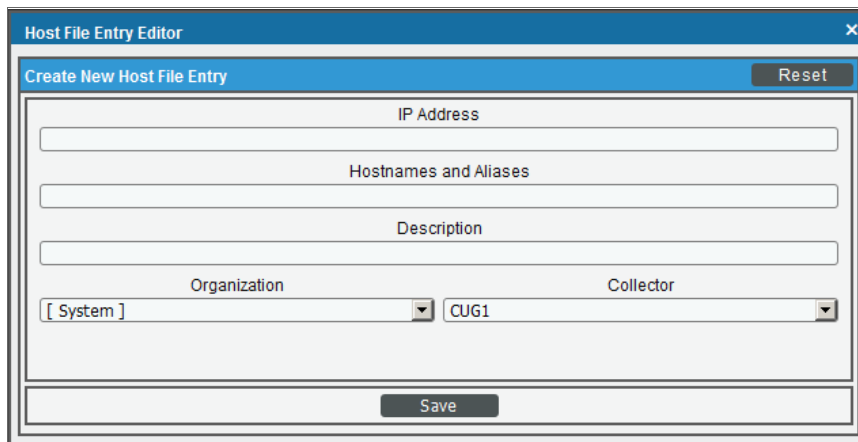 Host File Entry Editor ×
Create New Host File Entry Reset
IP Address
Hostnames and Aliases
Description
Organization Collector
[ System ] CUG1
Save